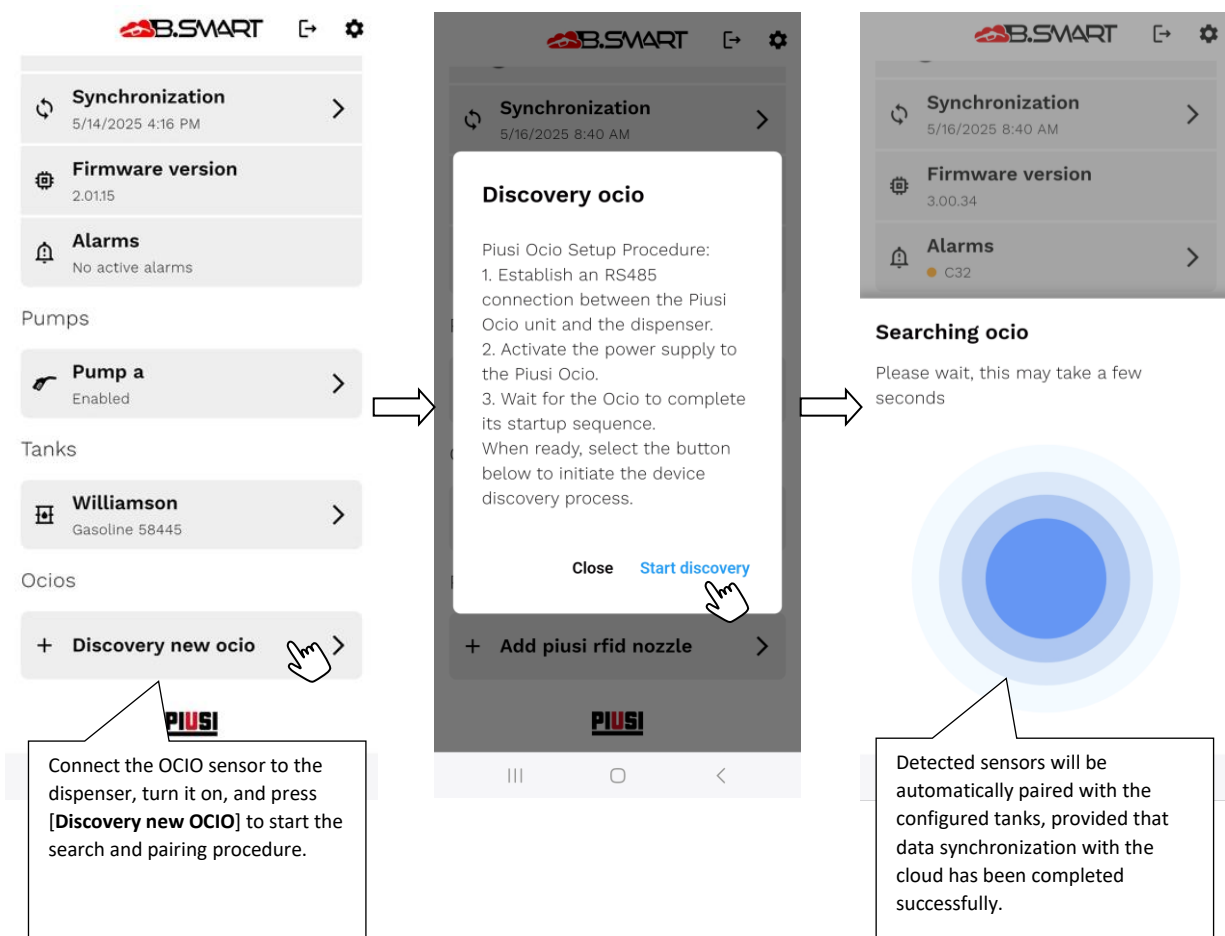 B.SMART
Synchronization
5/14/2025 4:16 PM
Firmware version
2.01.15
Alarms
No active alarms
Pumps
Pump a
Enabled
Tanks
Williamson
Gasoline 58445
Ocios
+ Discovery new ocio
PIUSI
Connect the OCIO sensor to the
dispenser, turn it on, and press
[Discovery new OCIO] to start the
search and pairing procedure.
B.SMART
Synchronization
5/16/2025 8:40 AM
Discovery ocio
Piusi Ocio Setup Procedure:
1. Establish an RS485
connection between the Piusi
Ocio unit and the dispenser.
2. Activate the power supply to
the Piusi Ocio.
3. Wait for the Ocio to complete
its startup sequence.
When ready, select the button
below to initiate the device
discovery process.
Close Start discovery
+ Add piusi rfid nozzle
PIUSI
B.SMART
Synchronization
5/16/2025 8:40 AM
Firmware version
3.00.34
Alarms
C32
Searching ocio
Please wait, this may take a few
seconds
Detected sensors will be
automatically paired with the
configured tanks, provided that
data synchronization with the
cloud has been completed
successfully.